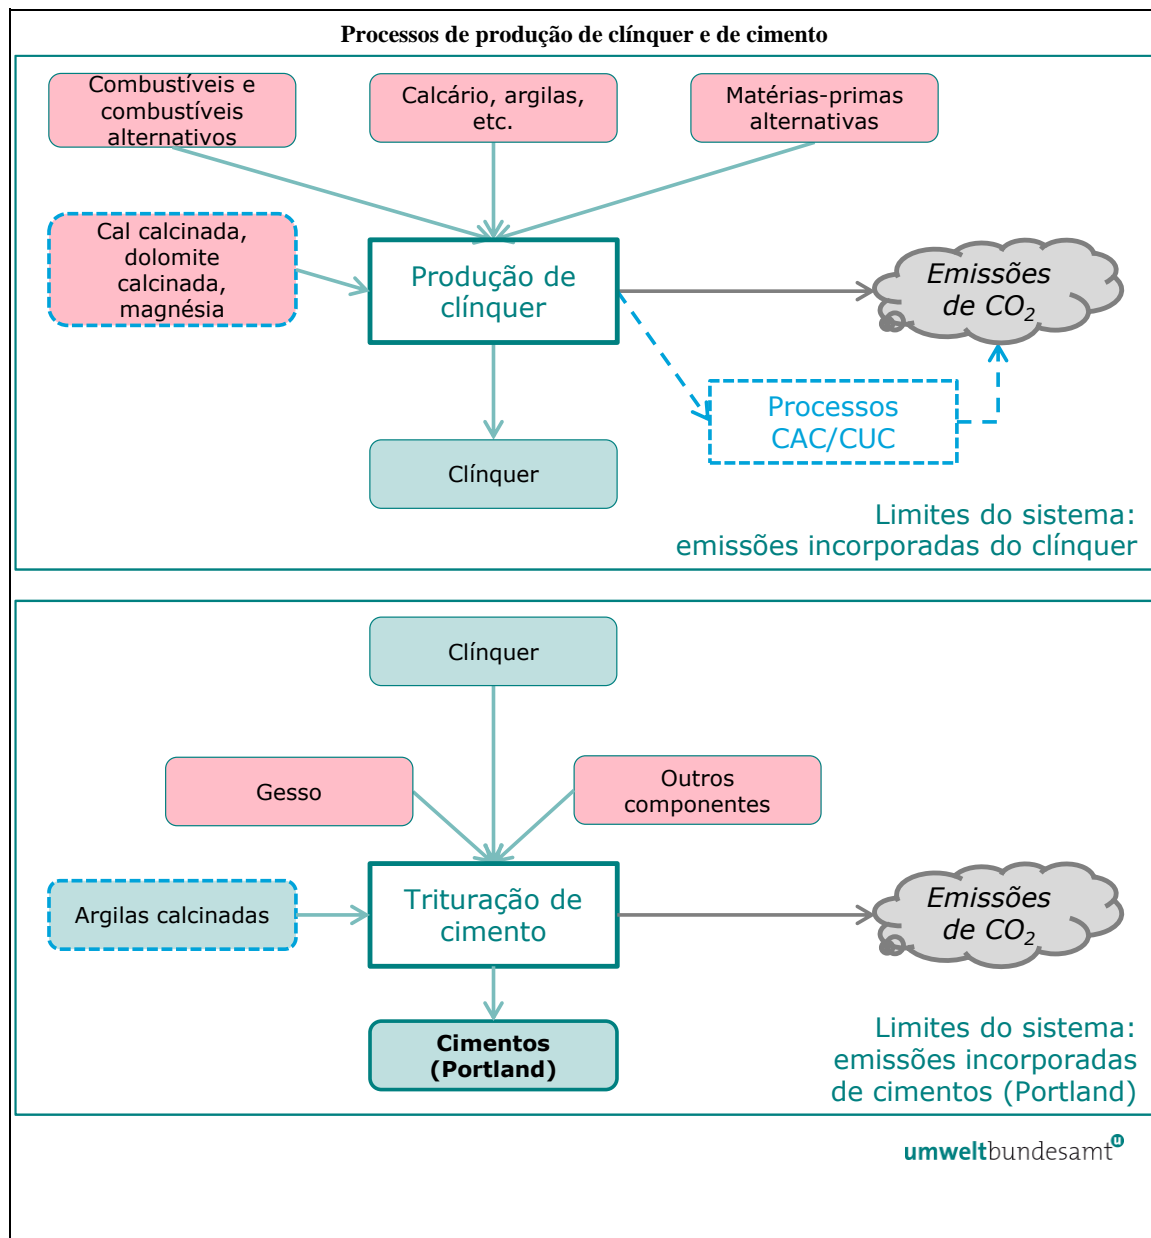 Processos de produção de clínquer e de cimento
Combustíveis e
combustíveis
alternativos
Calcário, argilas,
etc.
Matérias-primas
alternativas
Cal calcinada,
dolomite
calcinada,
magnésia
Produção de
clínquer
Emissões
de CO2
Processos
CAC/CUC
Clínquer
Limites do sistema:
emissões incorporadas do clínquer
Clínquer
Gesso
Outros
componentes
Argilas calcinadas
Trituração de
cimento
Emissões
de CO2
Cimentos
(Portland)
Limites do sistema:
emissões incorporadas
de cimentos (Portland)
umweltbundesamt u